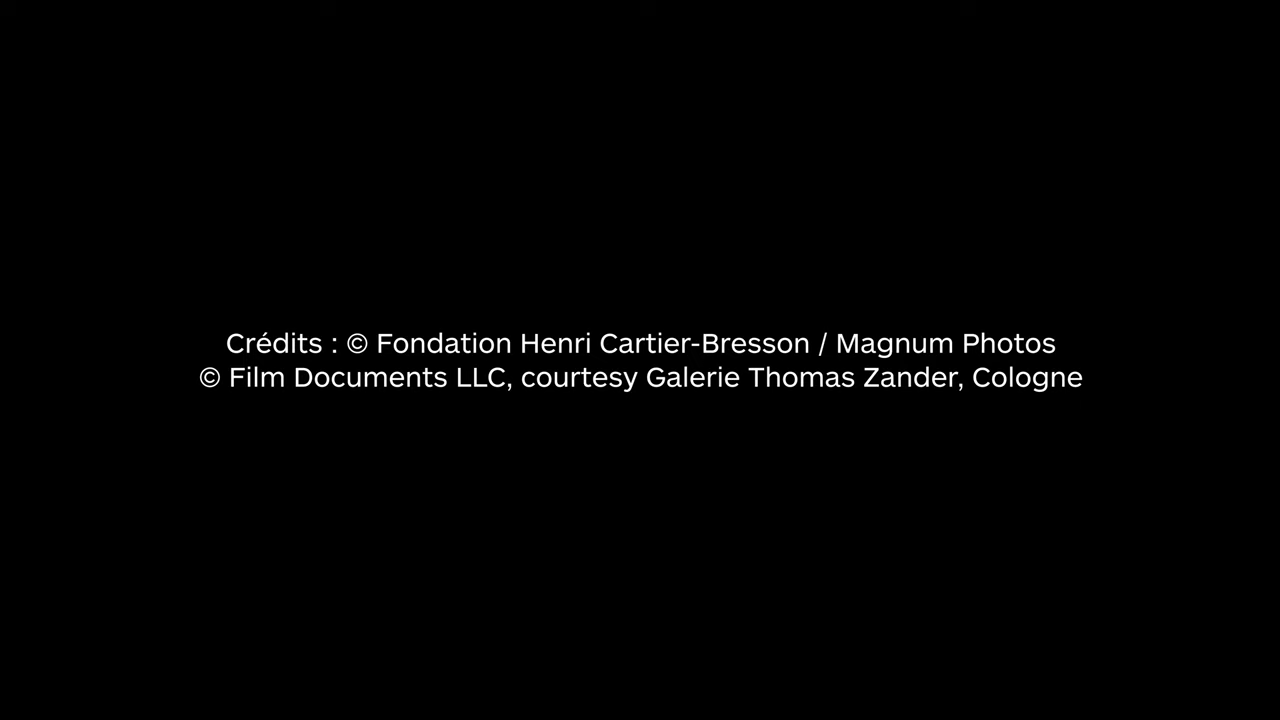 Crédits : © Fondation Henri Cartier-Bresson / Magnum Photos
© Film Documents LLC, courtesy Galerie Thomas Zander, Cologne